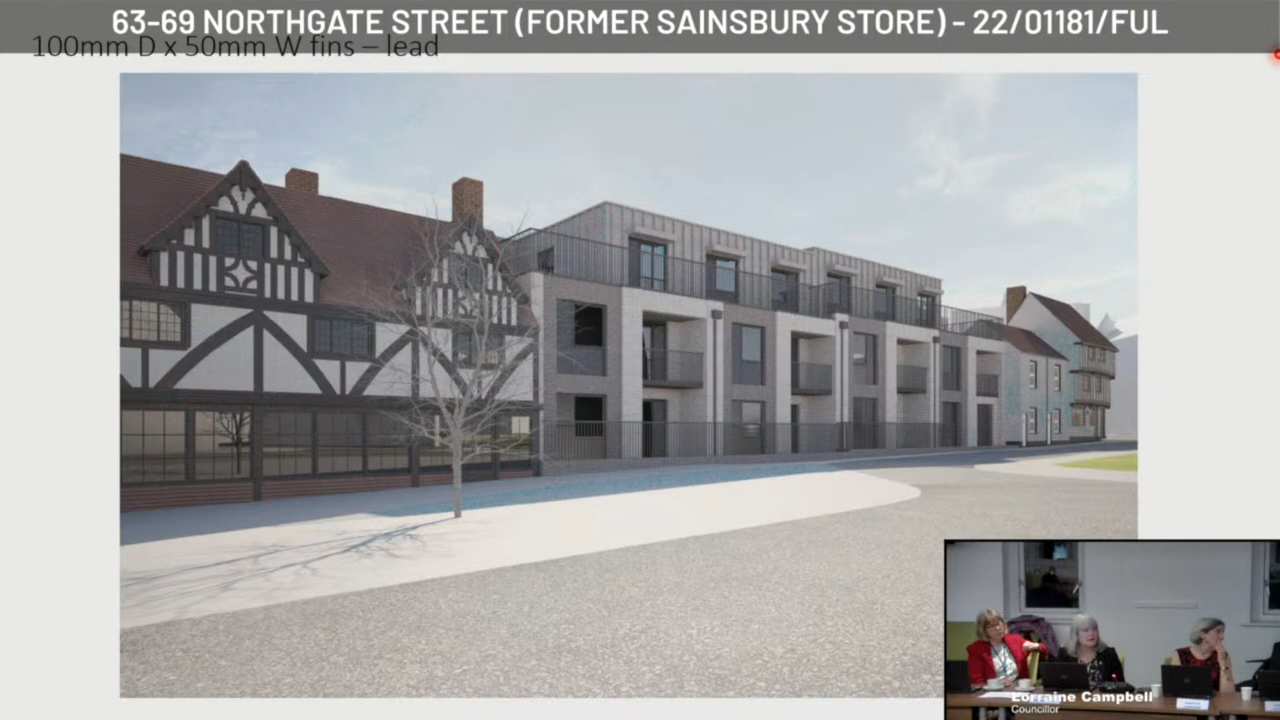 63-69 NORTHGATE STREET (FORMER SAINSBURY STORE) - 22/01181/FUL
100mm D x 50mm W fins – lead
Lorraine Campbell
Councillor